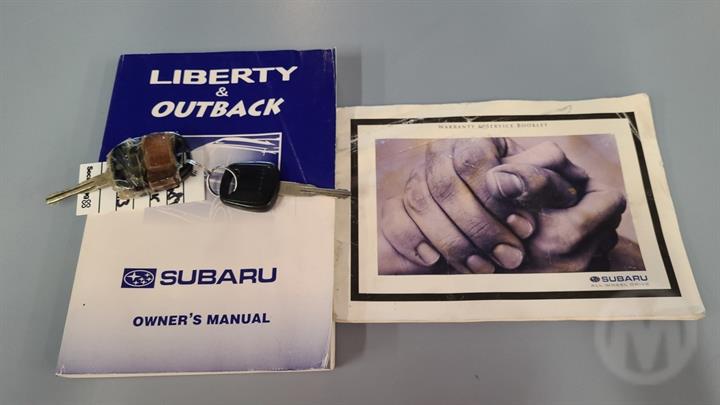 LIBERTY
&
OUTBACK
SUBARU
OWNER'S MANUAL
WARRANTY & SERVICE BOOKLET
SUBARU
ALL WHEEL DRIVE
M